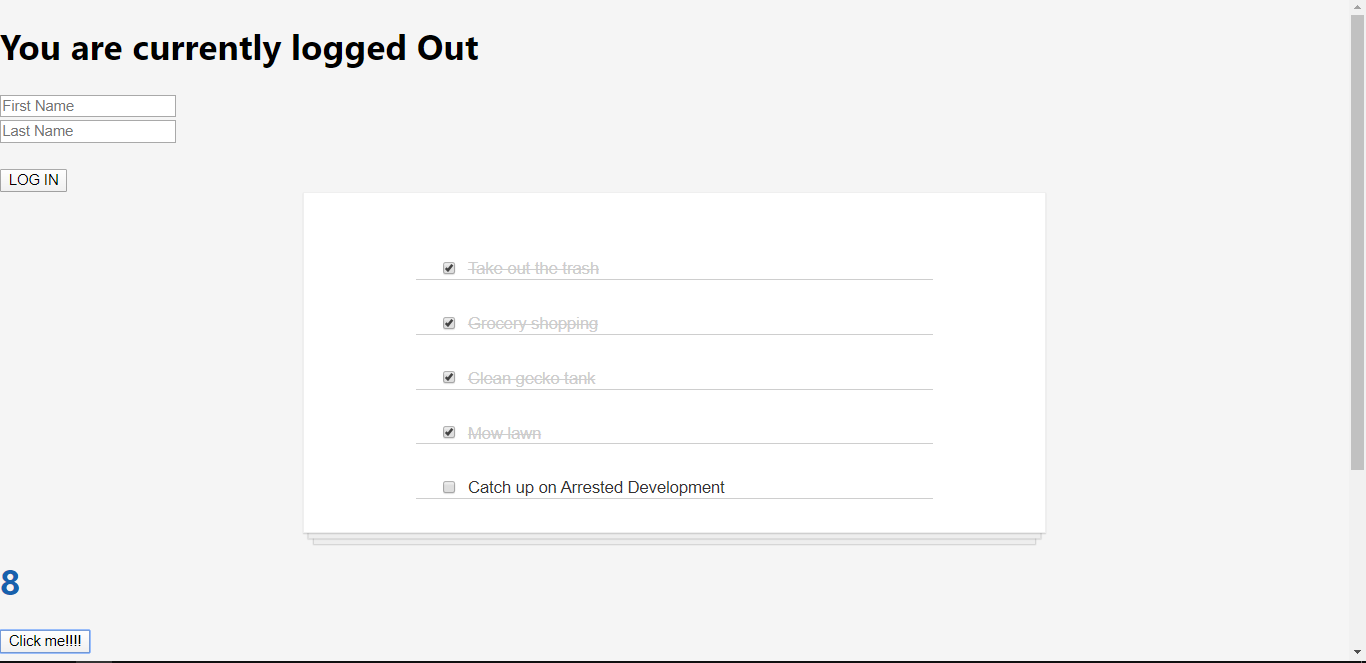 You are currently logged Out
First Name
Last Name
LOG IN
Take out the trash
Grocery shopping
Clean gecko tank
Mow lawn
Catch up on Arrested Development
8
Click me!!!!